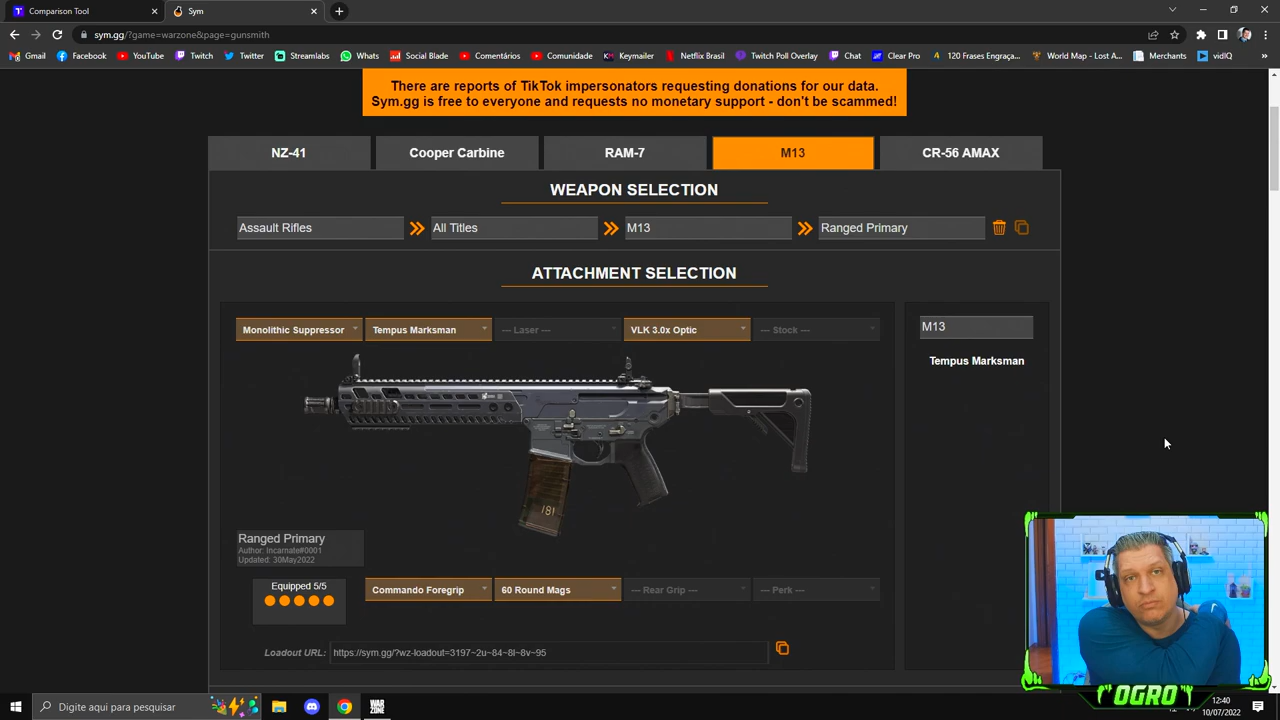 Comparison Tool
Sym
sym.gg/?game=warzone&page=gunsmith
Gmail Facebook YouTube Twitch Twitter Streamlabs Whats Social Blade Comentários Comunidade Keymailer Netflix Brasil Twitch Poll Overlay Chat Clear Pro 120 Frases Engraça... World Map - Lost A... Merchants vidIQ
There are reports of TikTok impersonators requesting donations for our data.
Sym.gg is free to everyone and requests no monetary support - don't be scammed!
NZ-41 Cooper Carbine RAM-7 M13 CR-56 AMAX
WEAPON SELECTION
Assault Rifles All Titles M13 Ranged Primary
ATTACHMENT SELECTION
Monolithic Suppressor Tempus Marksman --- Laser --- VLK 3.0x Optic --- Stock ---
M13
Tempus Marksman
181
Ranged Primary
Author: Incarnate#0001
Updated: 30May2022
Equipped 5/5
Commando Foregrip 60 Round Mags --- Rear Grip --- --- Perk ---
Loadout URL: https://sym.gg/?wz-loadout=3197~2u~84~8l~8v~95
OGRO
Digite aqui para pesquisar
WAR
ZONE
12:40
10/07/2022